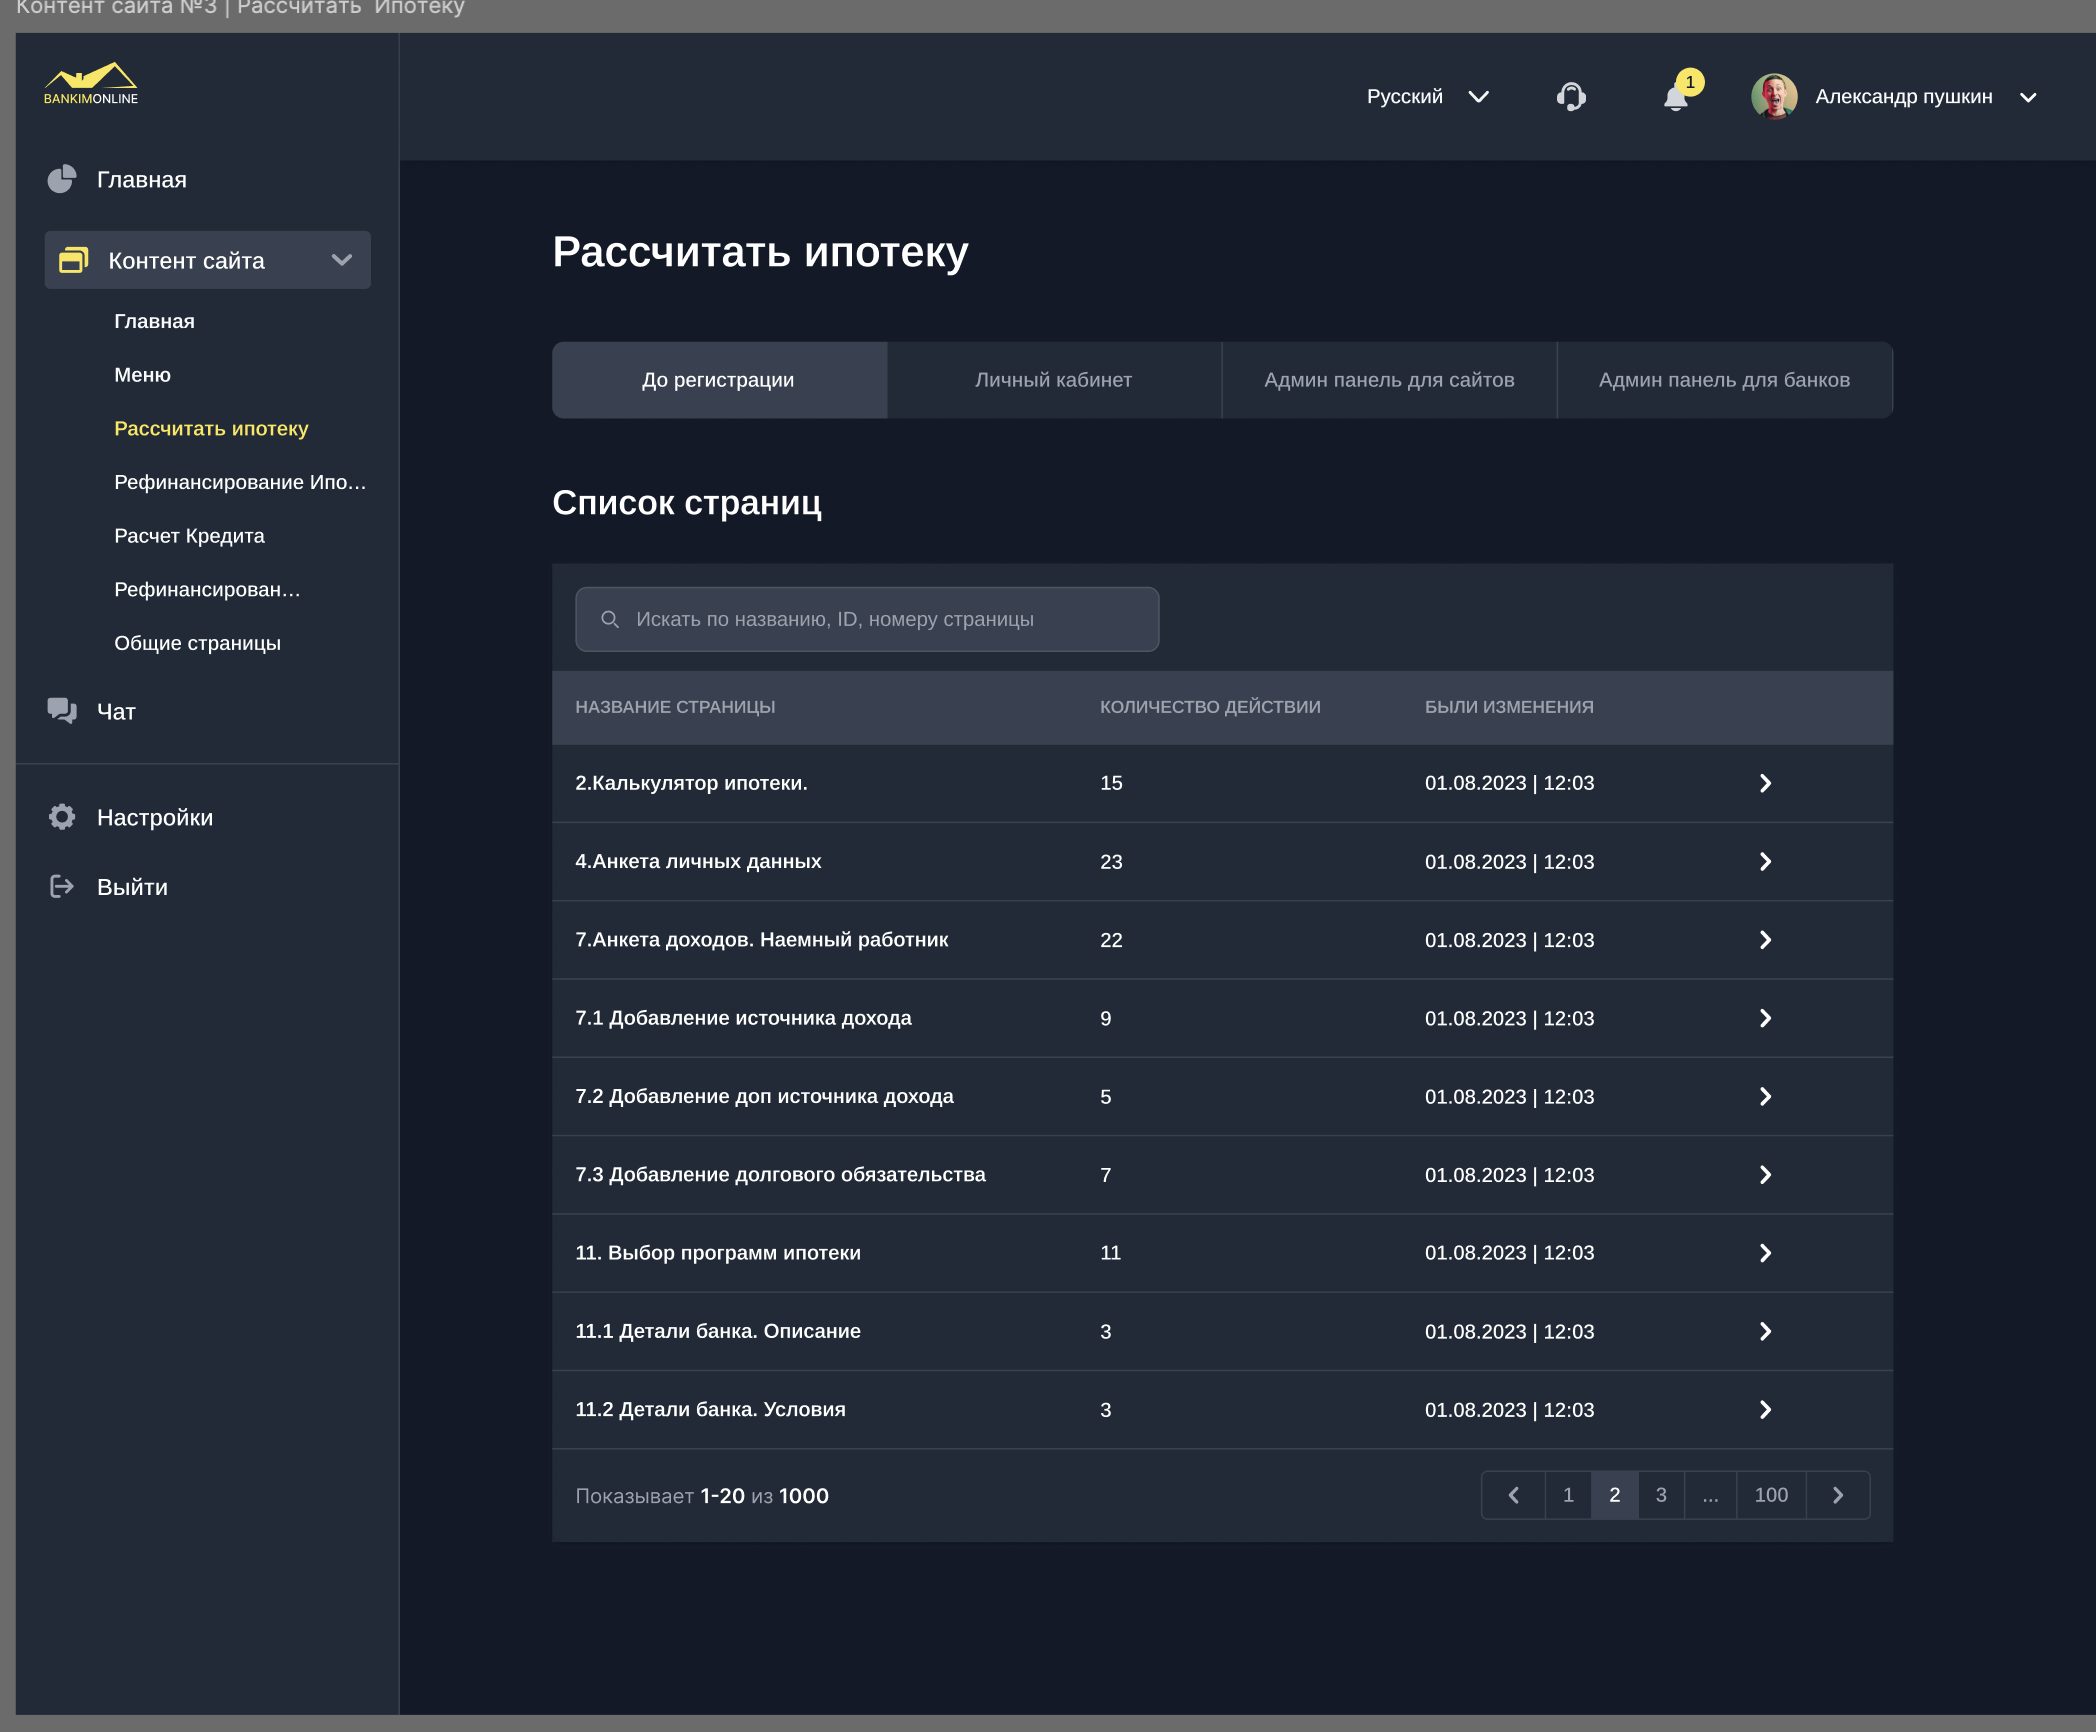 Контент сайта №3 | Рассчитать Ипотеку
BANKIMONLINE
Русский
1
Александр пушкин
Главная
Контент сайта
Главная
Меню
Рассчитать ипотеку
Рефинансирование Ипо...
Расчет Кредита
Рефинансирован...
Общие страницы
Чат
Настройки
Выйти
Рассчитать ипотеку
До регистрации
Личный кабинет
Админ панель для сайтов
Админ панель для банков
Список страниц
Искать по названию, ID, номеру страницы
НАЗВАНИЕ СТРАНИЦЫ КОЛИЧЕСТВО ДЕЙСТВИИ БЫЛИ ИЗМЕНЕНИЯ
2.Калькулятор ипотеки. 15 01.08.2023 | 12:03
4.Анкета личных данных 23 01.08.2023 | 12:03
7.Анкета доходов. Наемный работник 22 01.08.2023 | 12:03
7.1 Добавление источника дохода 9 01.08.2023 | 12:03
7.2 Добавление доп источника дохода 5 01.08.2023 | 12:03
7.3 Добавление долгового обязательства 7 01.08.2023 | 12:03
11. Выбор программ ипотеки 11 01.08.2023 | 12:03
11.1 Детали банка. Описание 3 01.08.2023 | 12:03
11.2 Детали банка. Условия 3 01.08.2023 | 12:03
Показывает 1-20 из 1000
1 2 3 ... 100